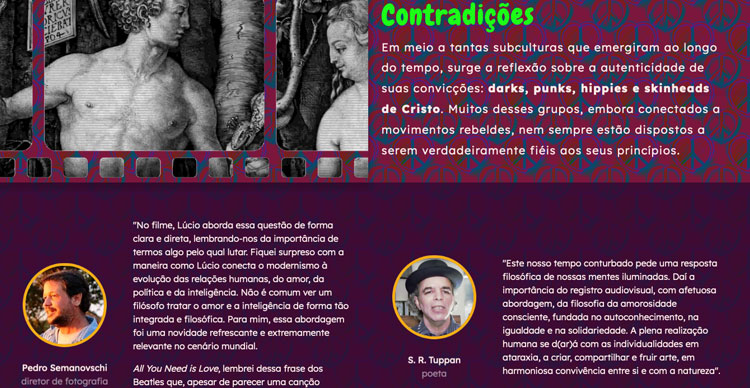 Contradições
Em meio a tantas subculturas que emergiram ao longo
do tempo, surge a reflexão sobre a autenticidade de
suas convicções: darks, punks, hippies e skinheads
de Cristo. Muitos desses grupos, embora conectados a
movimentos rebeldes, nem sempre estão dispostos a
serem verdadeiramente fiéis aos seus princípios.
"No filme, Lúcio aborda essa questão de forma
clara e direta, lembrando-nos da importância de
termos algo pelo qual lutar. Fiquei surpreso com a
maneira como Lúcio conecta o modernismo à
evolução das relações humanas, do amor, da
política e da inteligência. Não é comum ver um
filósofo tratar o amor e a inteligência de forma tão
integrada e filosófica. Para mim, essa abordagem
foi uma novidade refrescante e extremamente
relevante no cenário mundial.
All You Need is Love, lembrei dessa frase dos
Beatles que, apesar de parecer uma canção
Pedro Semanovschi
diretor de fotografia
"Este nosso tempo conturbado pede uma resposta
filosófica de nossas mentes iluminadas. Daí a
importância do registro audiovisual, com afetuosa
abordagem, da filosofia da amorosidade
consciente, fundada no autoconhecimento, na
igualdade e na solidariedade. A plena realização
humana se d(ar)á com as individualidades em
ataraxia, a criar, compartilhar e fruir arte, em
harmoniosa convivência entre si e com a natureza".
S. R. Tuppan
poeta